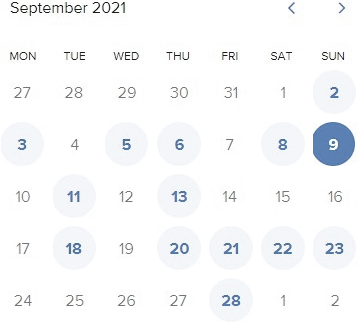 September 2021
MON TUE WED THU FRI SAT SUN
27 28 29 30 31 1 2
3 4 5 6 7 8 9
10 11 12 13 14 15 16
17 18 19 20 21 22 23
24 25 26 27 28 1 2